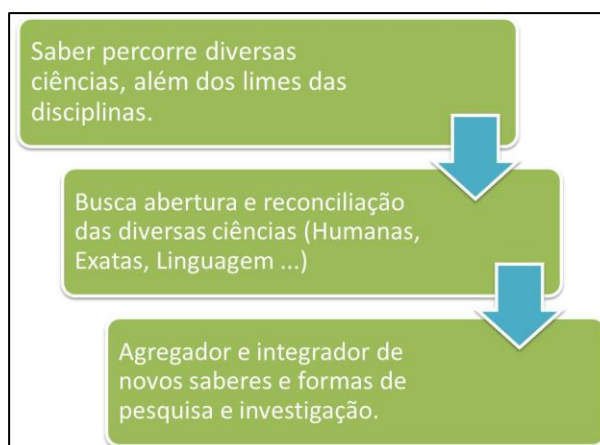 Saber percorre diversas
ciências, além dos limes das
disciplinas.
Busca abertura e reconciliação
das diversas ciências (Humanas,
Exatas, Linguagem ...)
Agregador e integrador de
novos saberes e formas de
pesquisa e investigação.